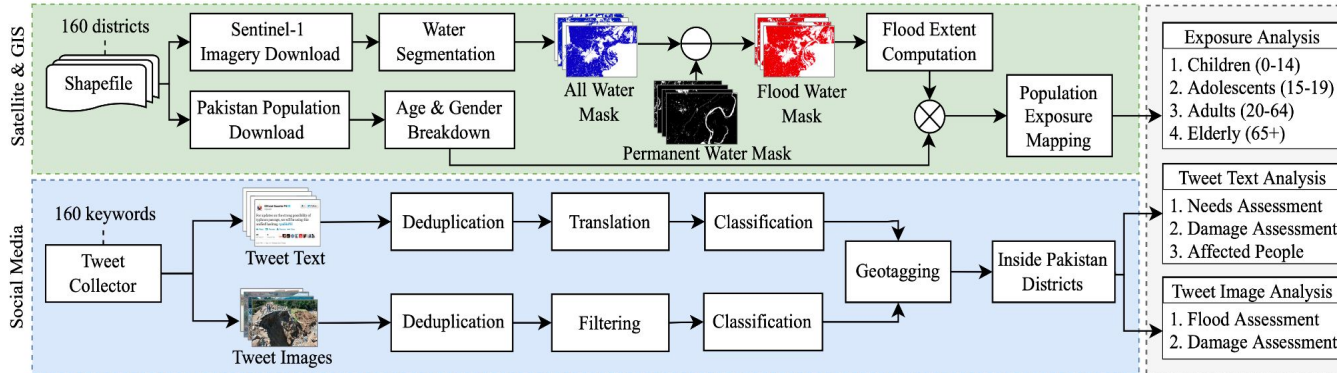 Satellite & GIS
160 districts
Shapefile
Sentinel-1
Imagery Download
Water
Segmentation
All Water
Mask
Permanent Water Mask
Flood Water
Mask
Flood Extent
Computation
Pakistan Population
Download
Age & Gender
Breakdown
Population
Exposure
Mapping
Exposure Analysis
1. Children (0-14)
2. Adolescents (15-19)
3. Adults (20-64)
4. Elderly (65+)
Social Media
160 keywords
Tweet
Collector
Tweet Text
Deduplication
Translation
Classification
Tweet Images
Deduplication
Filtering
Classification
Geotagging
Inside Pakistan
Districts
Tweet Text Analysis
1. Needs Assessment
2. Damage Assessment
3. Affected People
Tweet Image Analysis
1. Flood Assessment
2. Damage Assessment